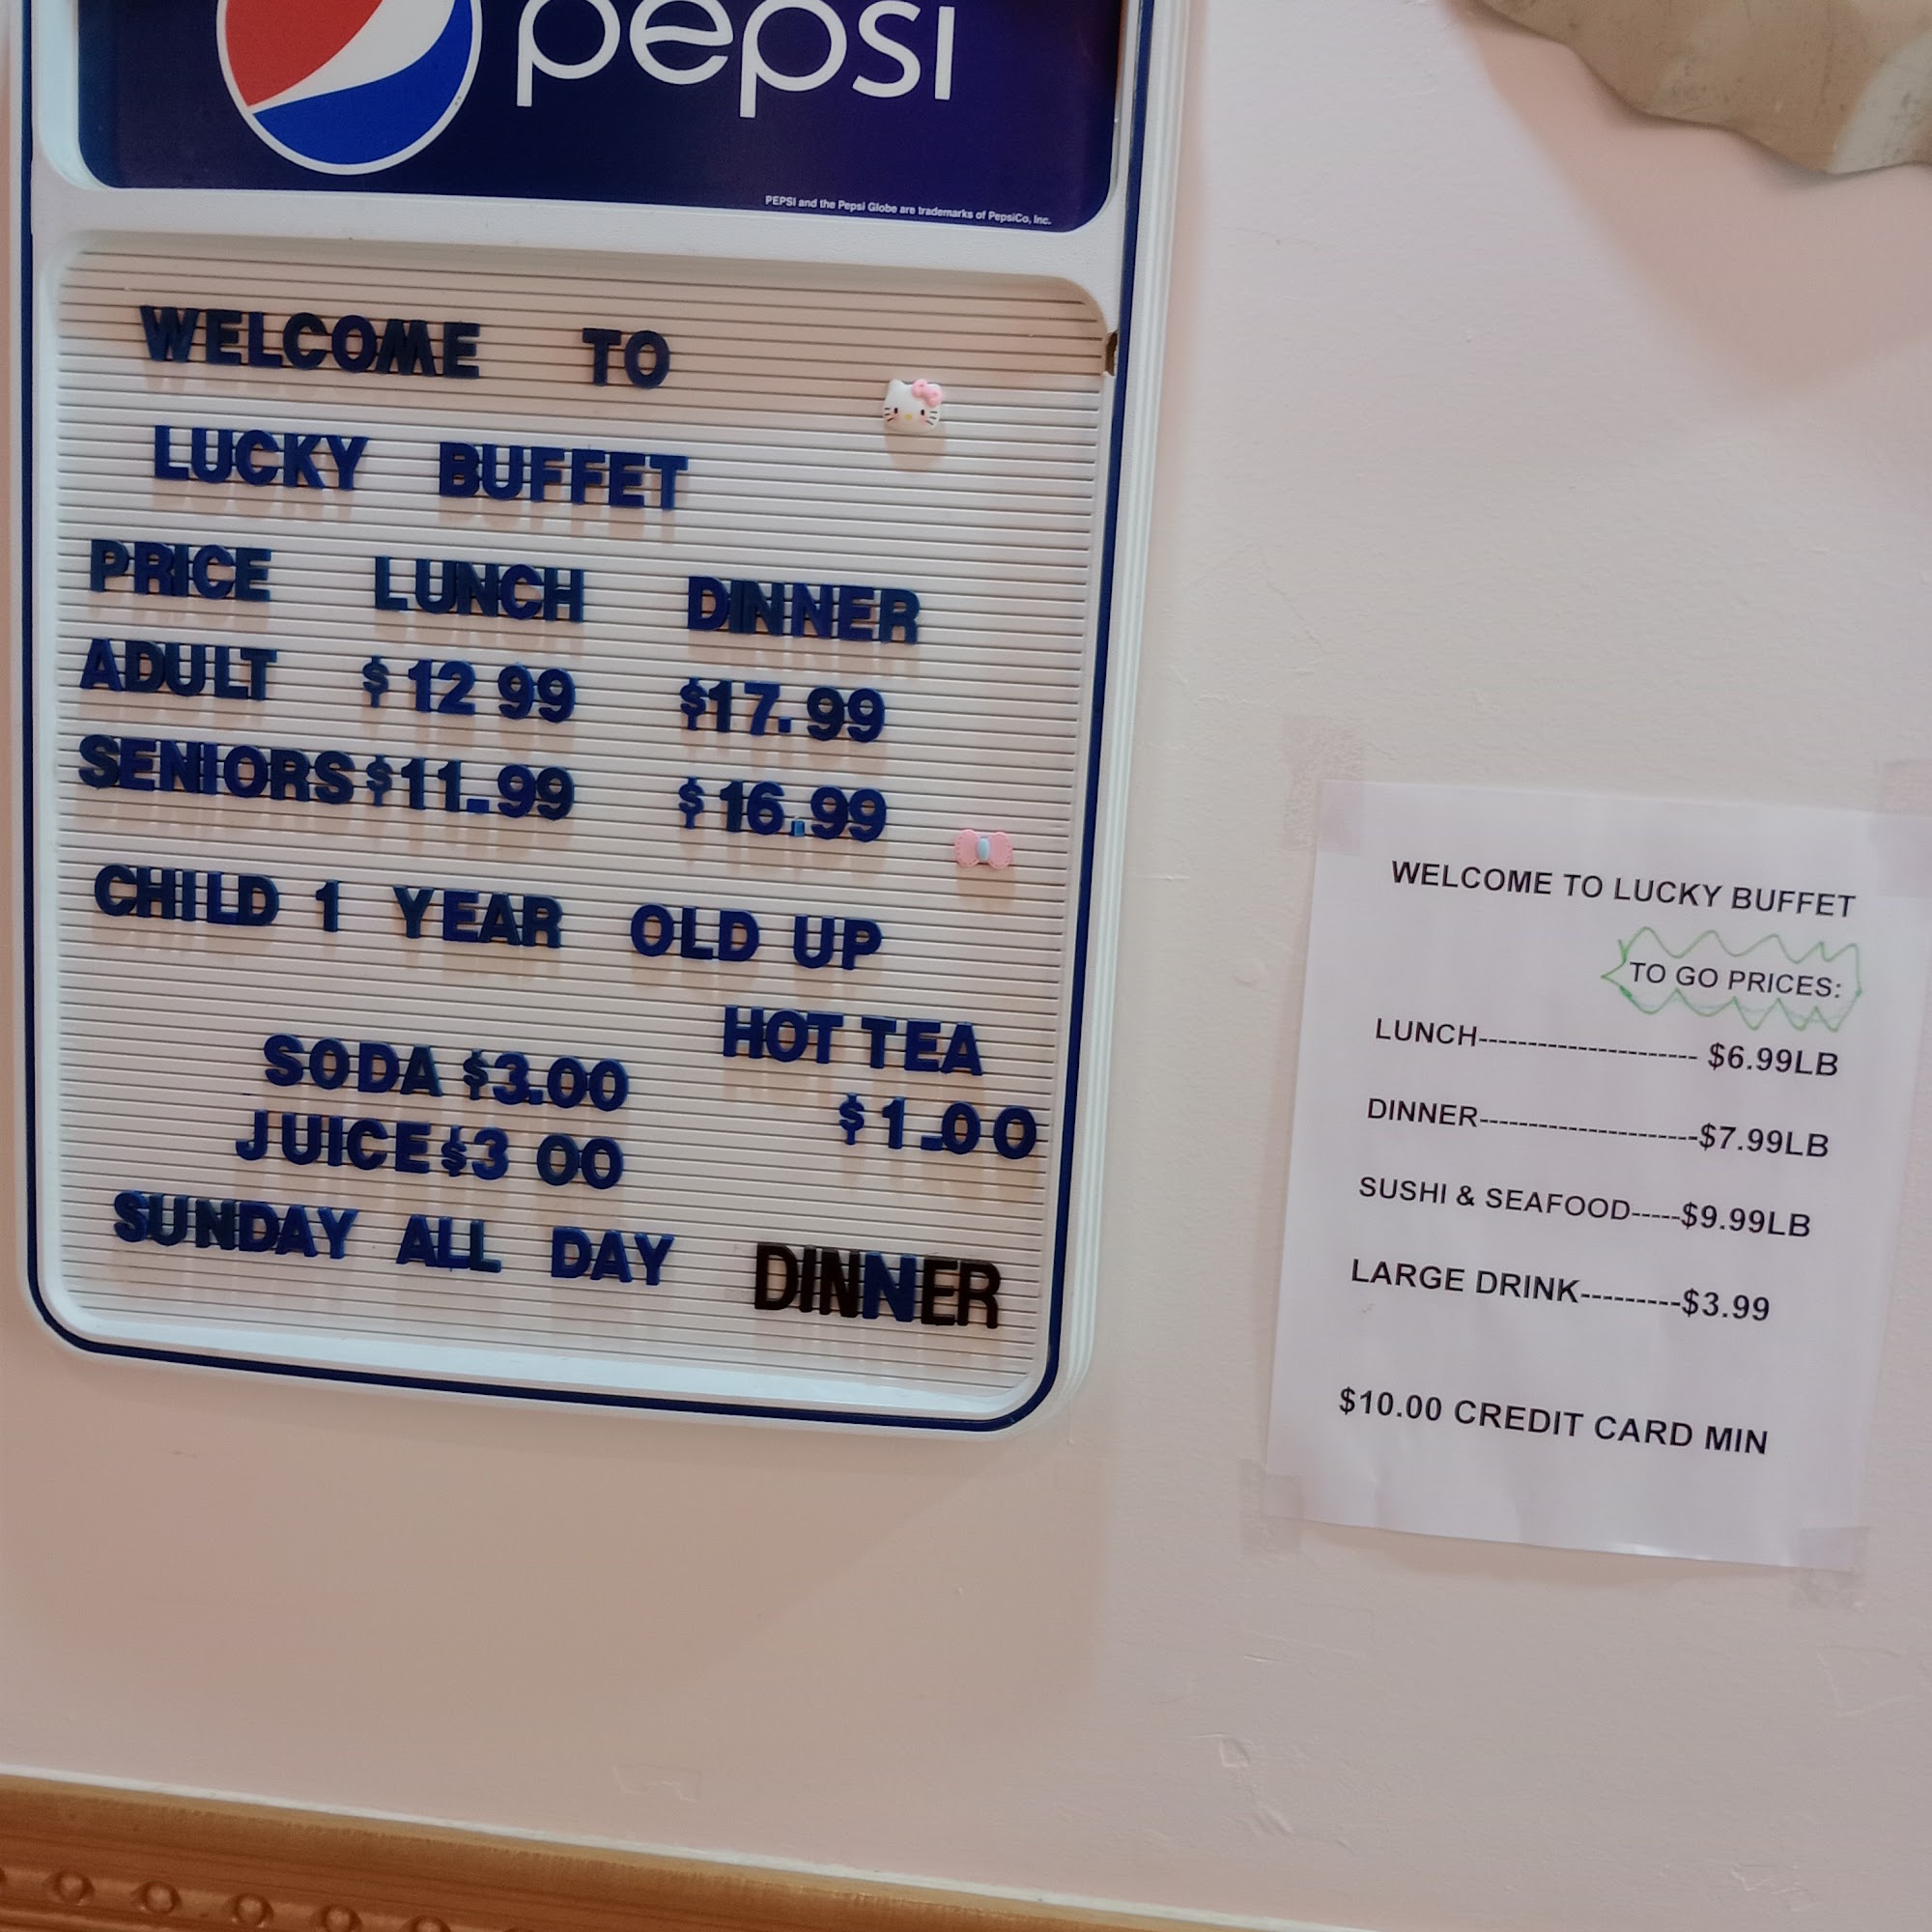 pepsi
PEPSI and the Pepsi Globe are trademarks of PepsiCo, Inc.
WELCOME TO
LUCKY BUFFET
PRICE LUNCH DINNER
ADULT $12 99 $17.99
SENIORS $11.99 $16.99
CHILD 1 YEAR OLD UP
HOT TEA
SODA $3.00
$1.00
JUICE $3 00
SUNDAY ALL DAY DINNER
WELCOME TO LUCKY BUFFET
TO GO PRICES:
LUNCH---------------------- $6.99LB
DINNER----------------------$7.99LB
SUSHI & SEAFOOD-----$9.99LB
LARGE DRINK----------$3.99
$10.00 CREDIT CARD MIN